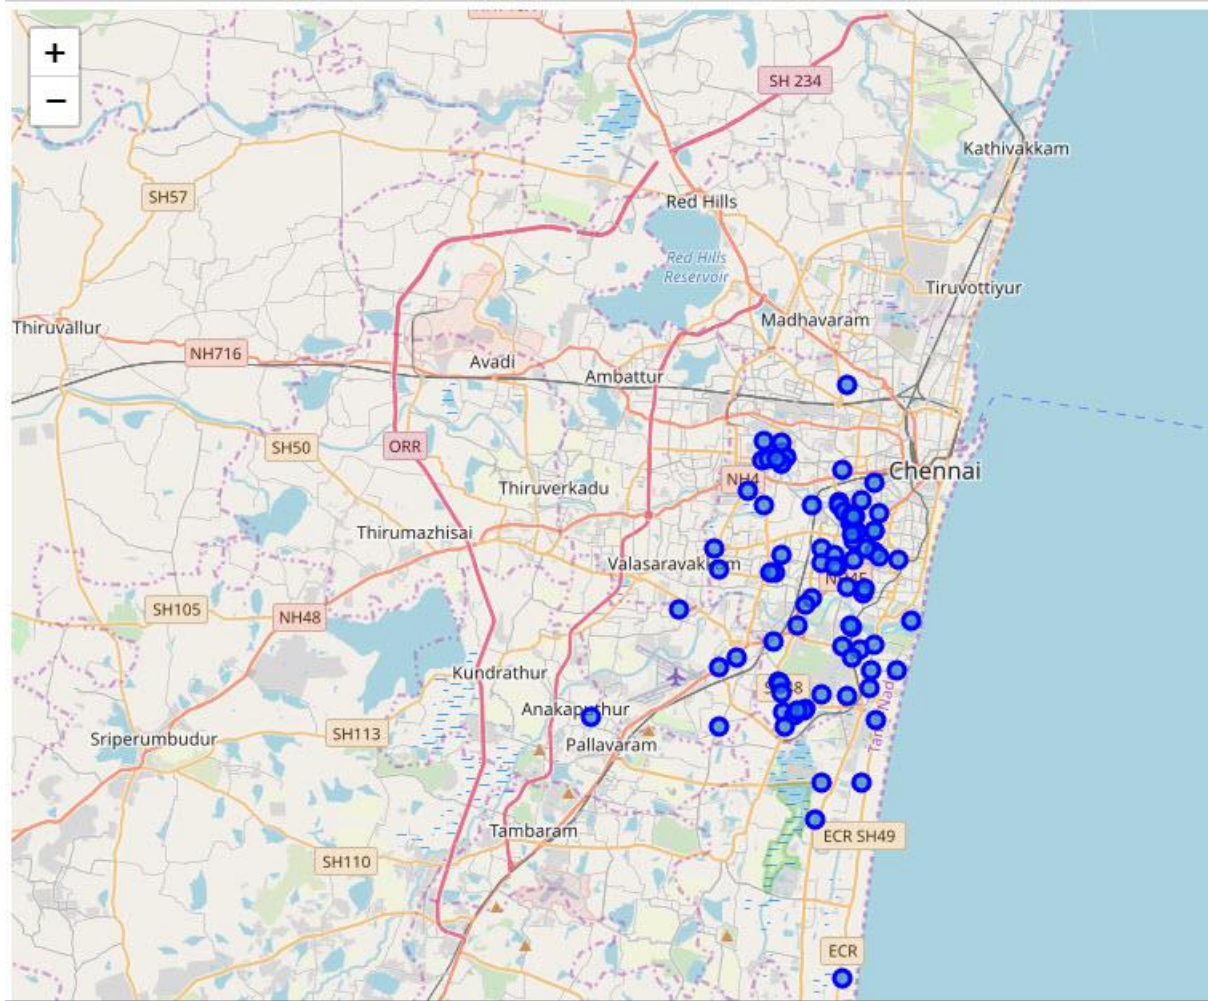 +
−
SH 234
Kathivakkam
SH57
Red Hills
Red Hills
Reservoir
Tiruvottiyur
Thiruvallur
Madhavaram
NH716
Avadi
Ambattur
SH50
ORR
Chennai
NH4
Thiruverkadu
Thirumazhisai
Valasaravak m
SH105
NH48
Kundrathur
Anakaputhur
Sriperumbudur
SH113
Pallavaram
Tambaram
ECR SH49
SH110
ECR